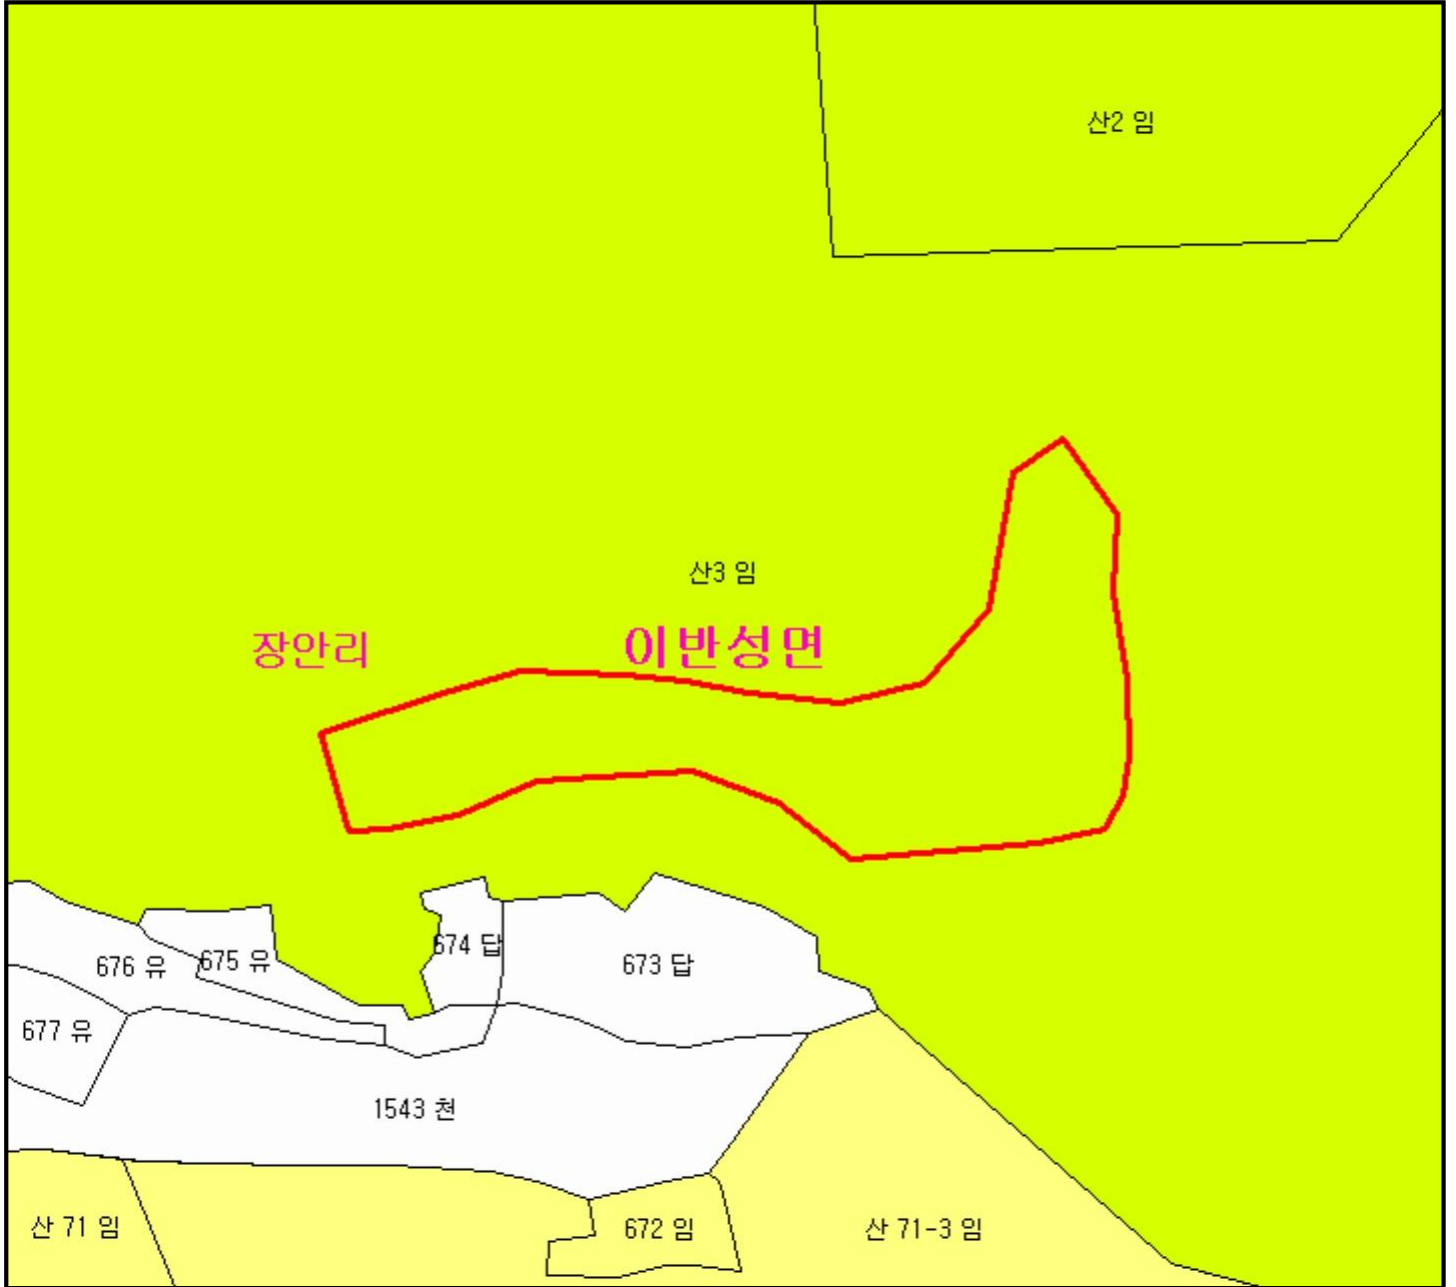 산2 임
산3 임
장안리
이반성면
674 답
675 유
676 유
673 답
677 유
1543 천
산 71 임
672 임
산 71-3 임